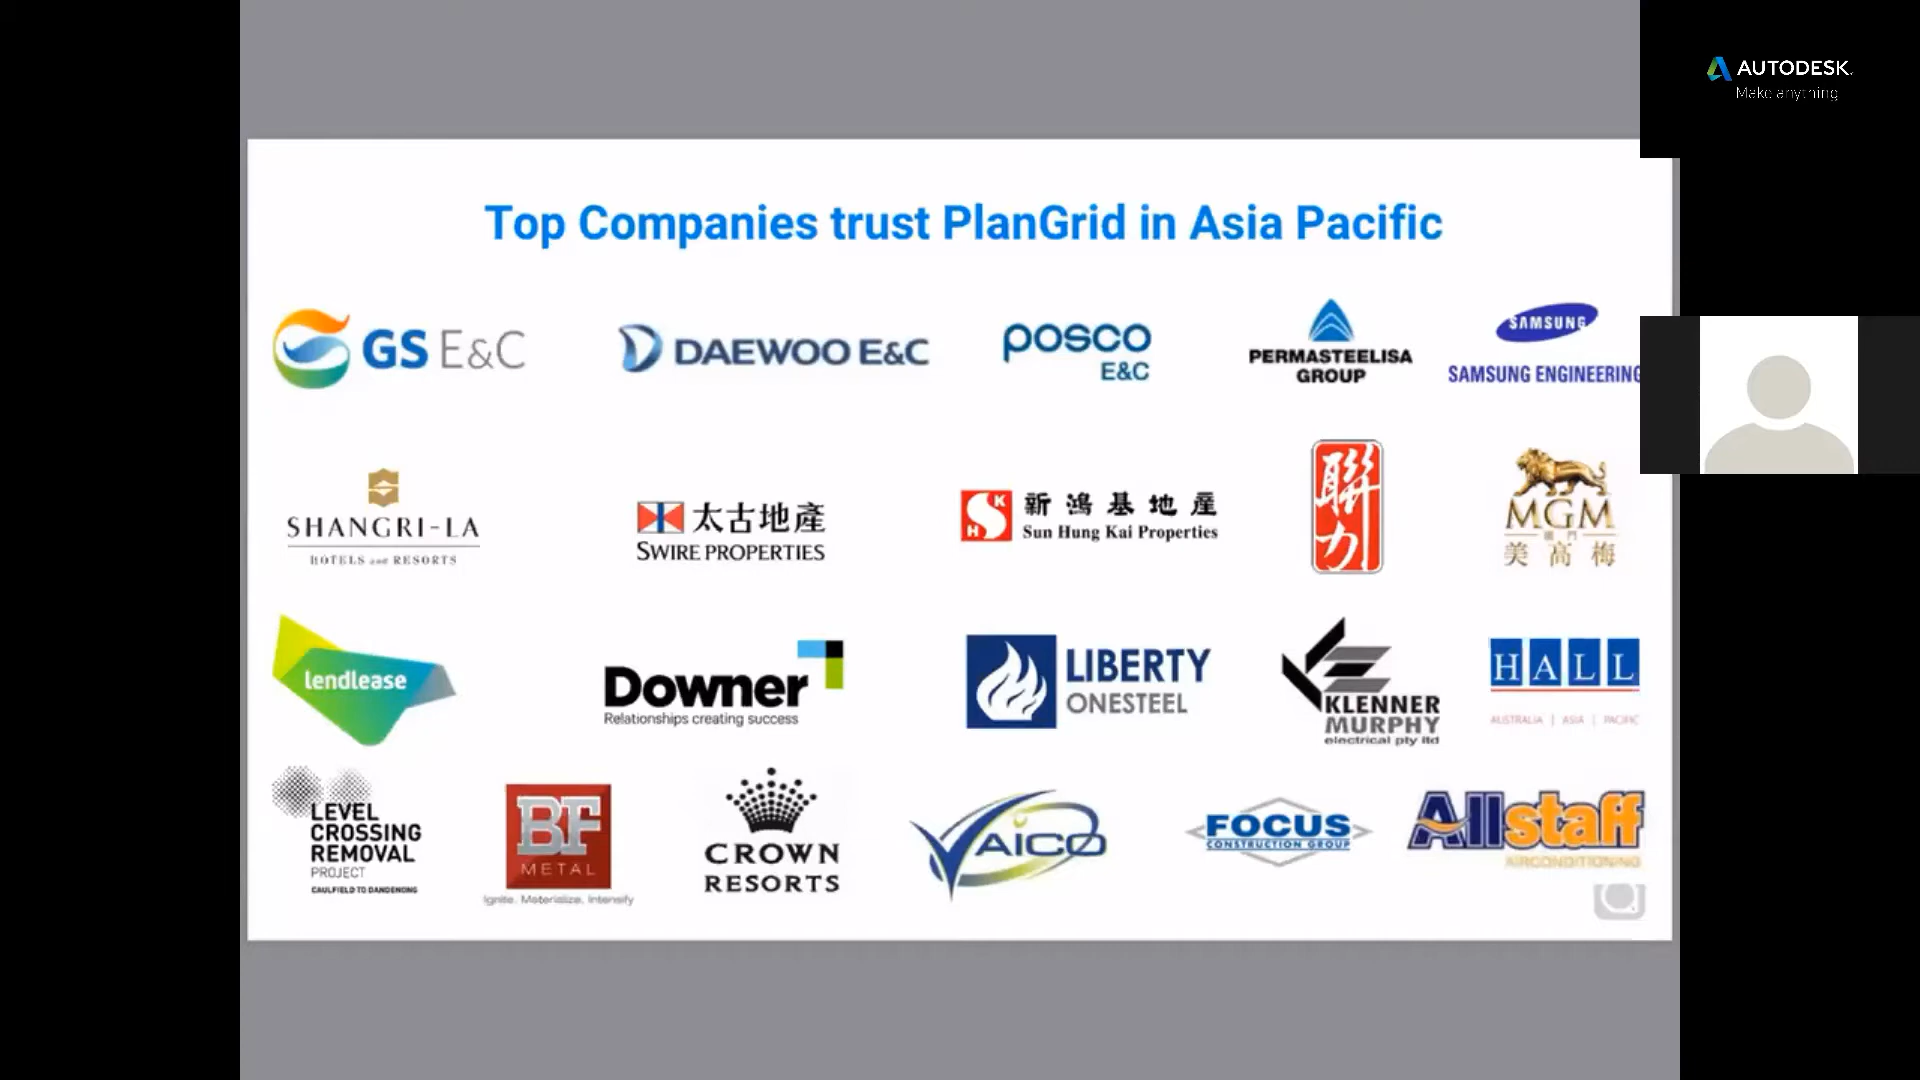 AUTODESK
Make anything
Top Companies trust PlanGrid in Asia Pacific
GS E&C
DAEWOO E&C
posco
E&C
PERMASTEELISA
GROUP
SAMSUNG
SAMSUNG ENGINEERING
SHANGRI-LA
HOTELS and RESORTS
太古地產
SWIRE PROPERTIES
S
K
H
新鴻基地產
Sun Hung Kai Properties
聯力
MGM
美高梅
lendlease
Downer
Relationships creating success
LIBERTY
ONESTEEL
KLENNER
MURPHY
electrical pty ltd
HALL
AUSTRALIA | ASIA | PACIFIC
LEVEL
CROSSING
REMOVAL
PROJECT
CAULFIELD TO DANDENONG
BF
METAL
Ignite. Materialize. Intensify
CROWN
RESORTS
VAICO
FOCUS
CONSTRUCTION GROUP
Allstaff
AIRCONDITIONING